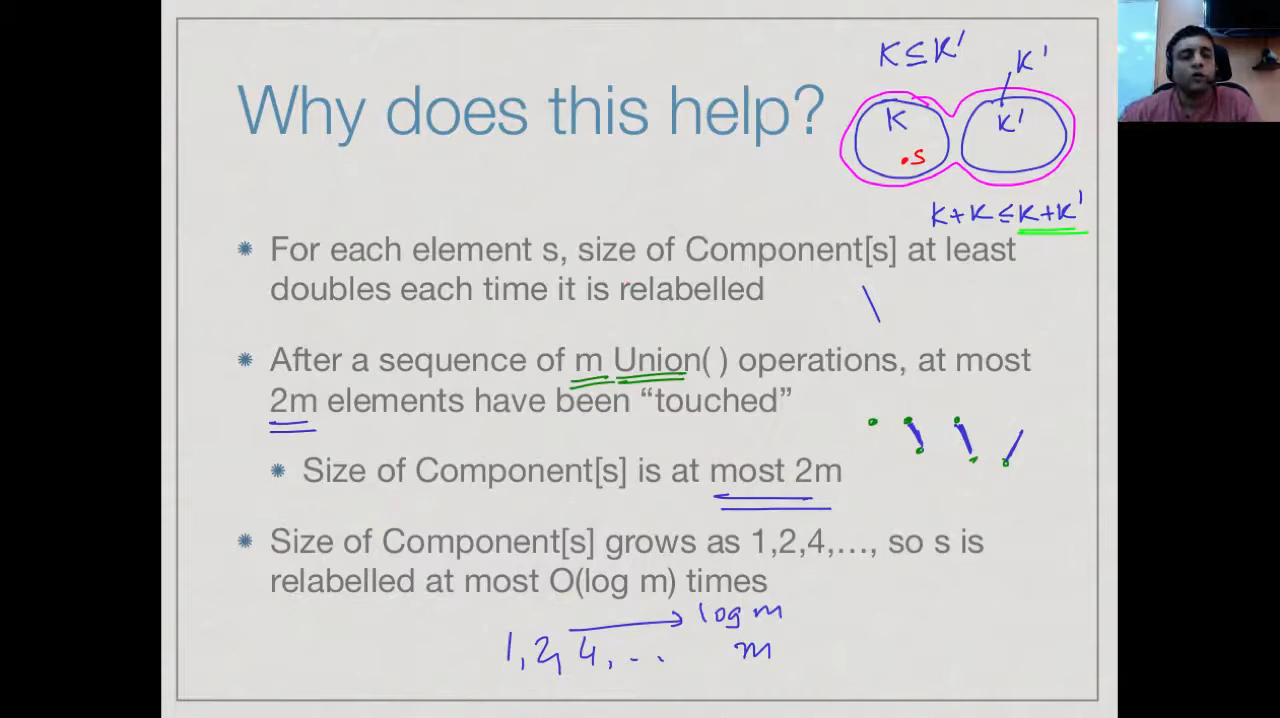 K ≤ K'
K'
Why does this help?
K
K'
.s
K+K ≤ K+K'
For each element s, size of Component[s] at least
doubles each time it is relabelled
After a sequence of m Union( ) operations, at most
2m elements have been “touched”
Size of Component[s] is at most 2m
Size of Component[s] grows as 1,2,4,…, so s is
relabelled at most O(log m) times
log m
1, 2, 4, ... m